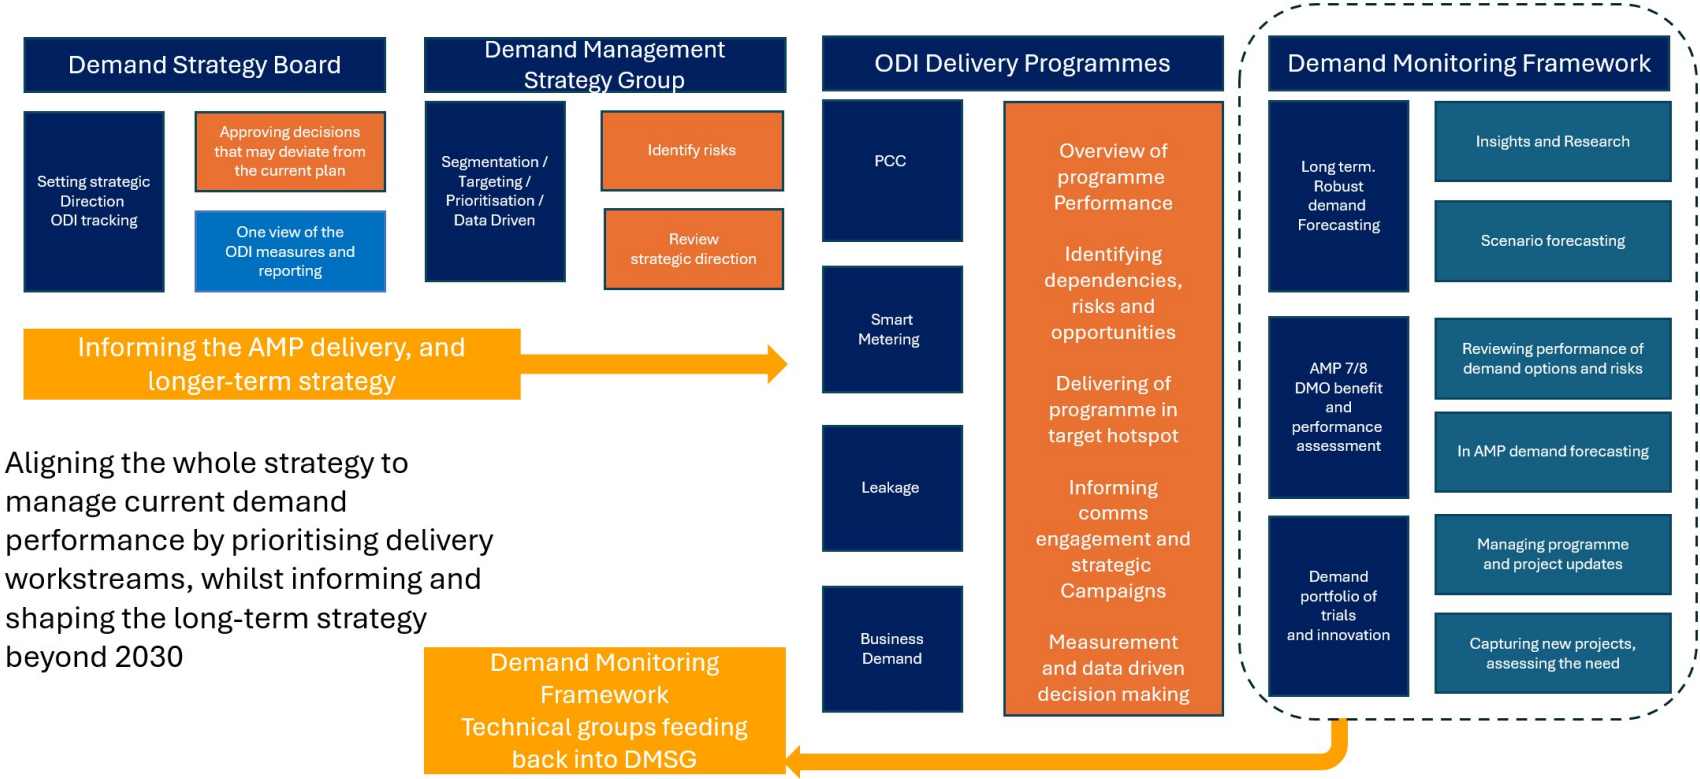 Demand Strategy Board
Setting strategic
Direction
ODI tracking
Approving decisions
that may deviate from
the current plan
One view of the
ODI measures and
reporting
Demand Management
Strategy Group
Segmentation /
Targeting /
Prioritisation /
Data Driven
Identify risks
Review
strategic direction
Informing the AMP delivery, and
longer-term strategy
Aligning the whole strategy to
manage current demand
performance by prioritising delivery
workstreams, whilst informing and
shaping the long-term strategy
beyond 2030
Demand Monitoring
Framework
Technical groups feeding
back into DMSG
ODI Delivery Programmes
PCC
Smart
Metering
Leakage
Business
Demand
Overview of
programme
Performance
Identifying
dependencies,
risks and
opportunities
Delivering of
programme in
target hotspot
Informing
comms
engagement and
strategic
Campaigns
Measurement
and data driven
decision making
Demand Monitoring Framework
Long term.
Robust
demand
Forecasting
Insights and Research
Scenario forecasting
AMP 7/8
DMO benefit
and
performance
assessment
Reviewing performance of
demand options and risks
In AMP demand forecasting
Demand
portfolio of
trials
and innovation
Managing programme
and project updates
Capturing new projects,
assessing the need